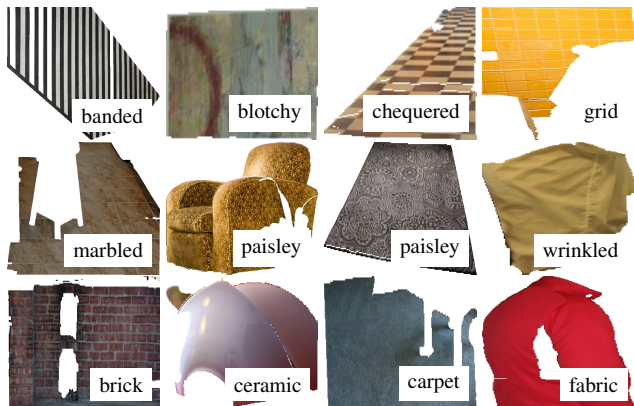 banded
blotchy
chequered
grid
marbled
paisley
paisley
wrinkled
brick
ceramic
carpet
fabric